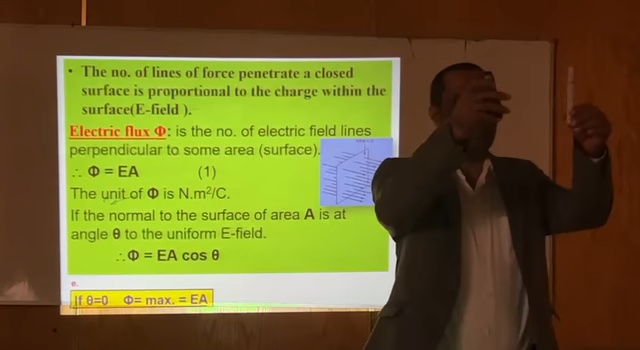 • The no. of lines of force penetrate a closed
surface is proportional to the charge within the
surface(E-field ).
Electric flux Φ: is the no. of electric field lines
perpendicular to some area (surface).
∴ Φ = EA (1)
The unit of Φ is N.m²/C.
If the normal to the surface of area A is at
angle θ to the uniform E-field.
∴Φ = EA cos θ
e.
If θ=0 Φ= max. = EA